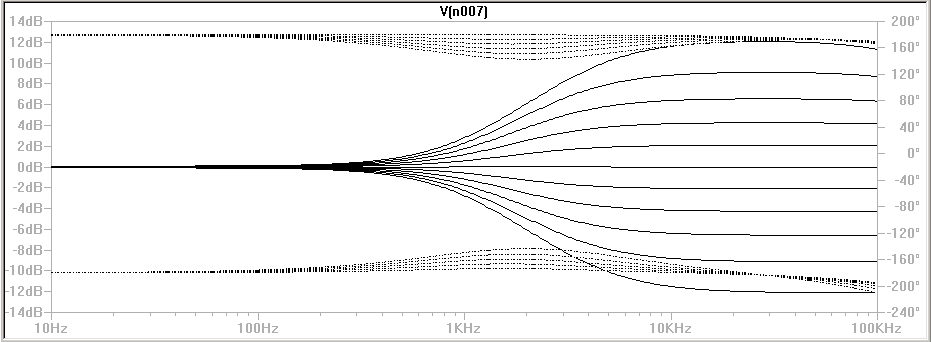 V(n007)
14dB 200°
12dB 160°
10dB 120°
8dB 80°
6dB 40°
4dB 0°
2dB -40°
0dB -80°
-2dB -120°
-4dB -160°
-6dB -200°
-8dB -240°
-10dB
-12dB
-14dB
10Hz 100Hz 1KHz 10KHz 100KHz